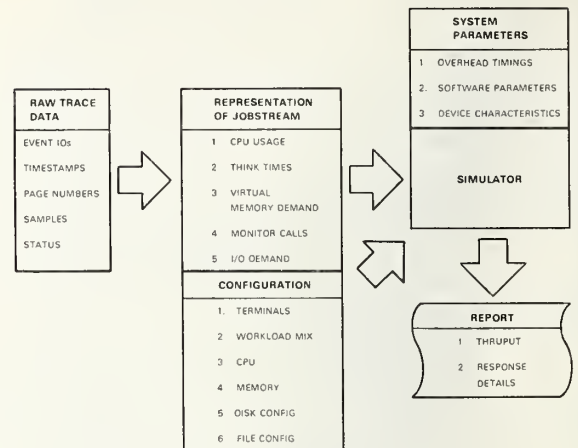 RAW TRACE
DATA
EVENT IOs
TIMESTAMPS
PAGE NUMBERS
SAMPLES
STATUS
REPRESENTATION
OF JOBSTREAM
1 CPU USAGE
2 THINK TIMES
3 VIRTUAL
MEMORY DEMAND
4 MONITOR CALLS
5 I/O OEMAND
CONFIGURATION
1. TERMINALS
2 WORKLOAD MIX
3 CPU
4 MEMORY
5 OISK CONFIG
6 FILE CONFIG
SYSTEM
PARAMETERS
1 OVERHEAD TIMINGS
2. SOFTWARE PARAMETERS
3 DEVICE CHARACTERISTICS
SIMULATOR
REPORT
1 THRUPUT
2 RESPONSE
DETAILS